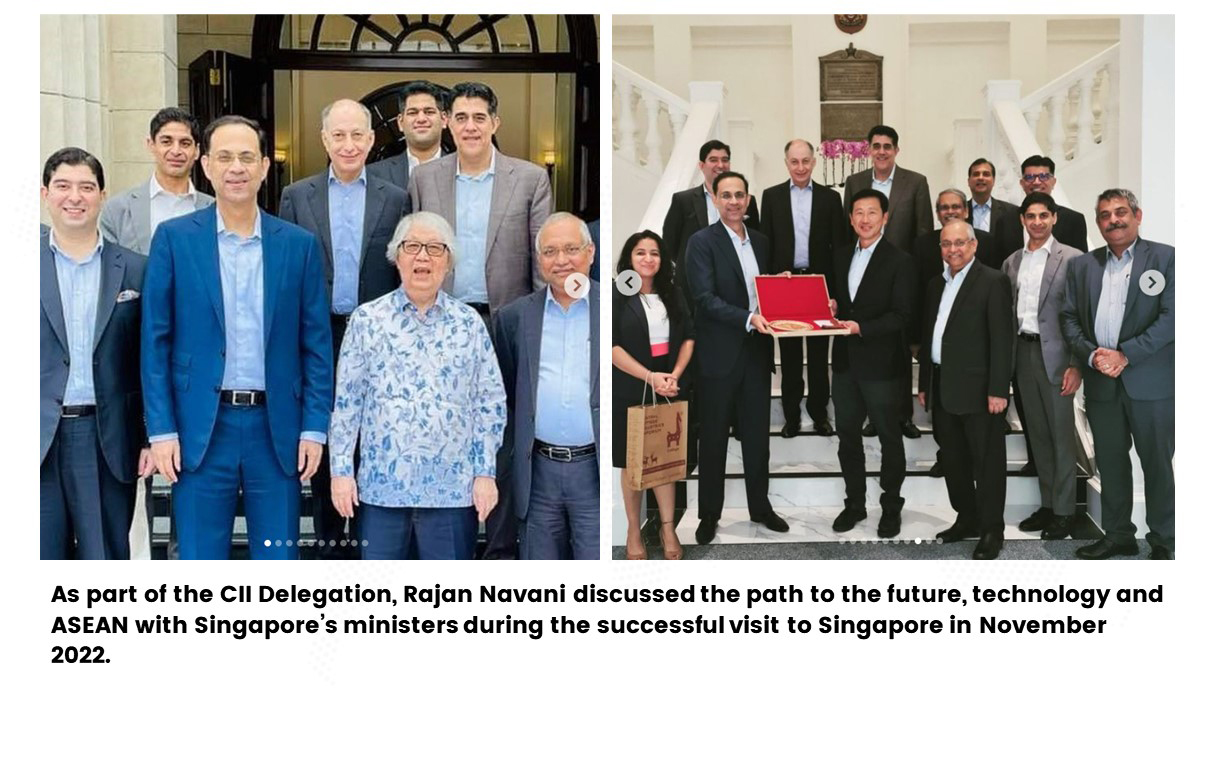 As part of the CII Delegation, Rajan Navani discussed the path to the future, technology and
ASEAN with Singapore's ministers during the successful visit to Singapore in November
2022.